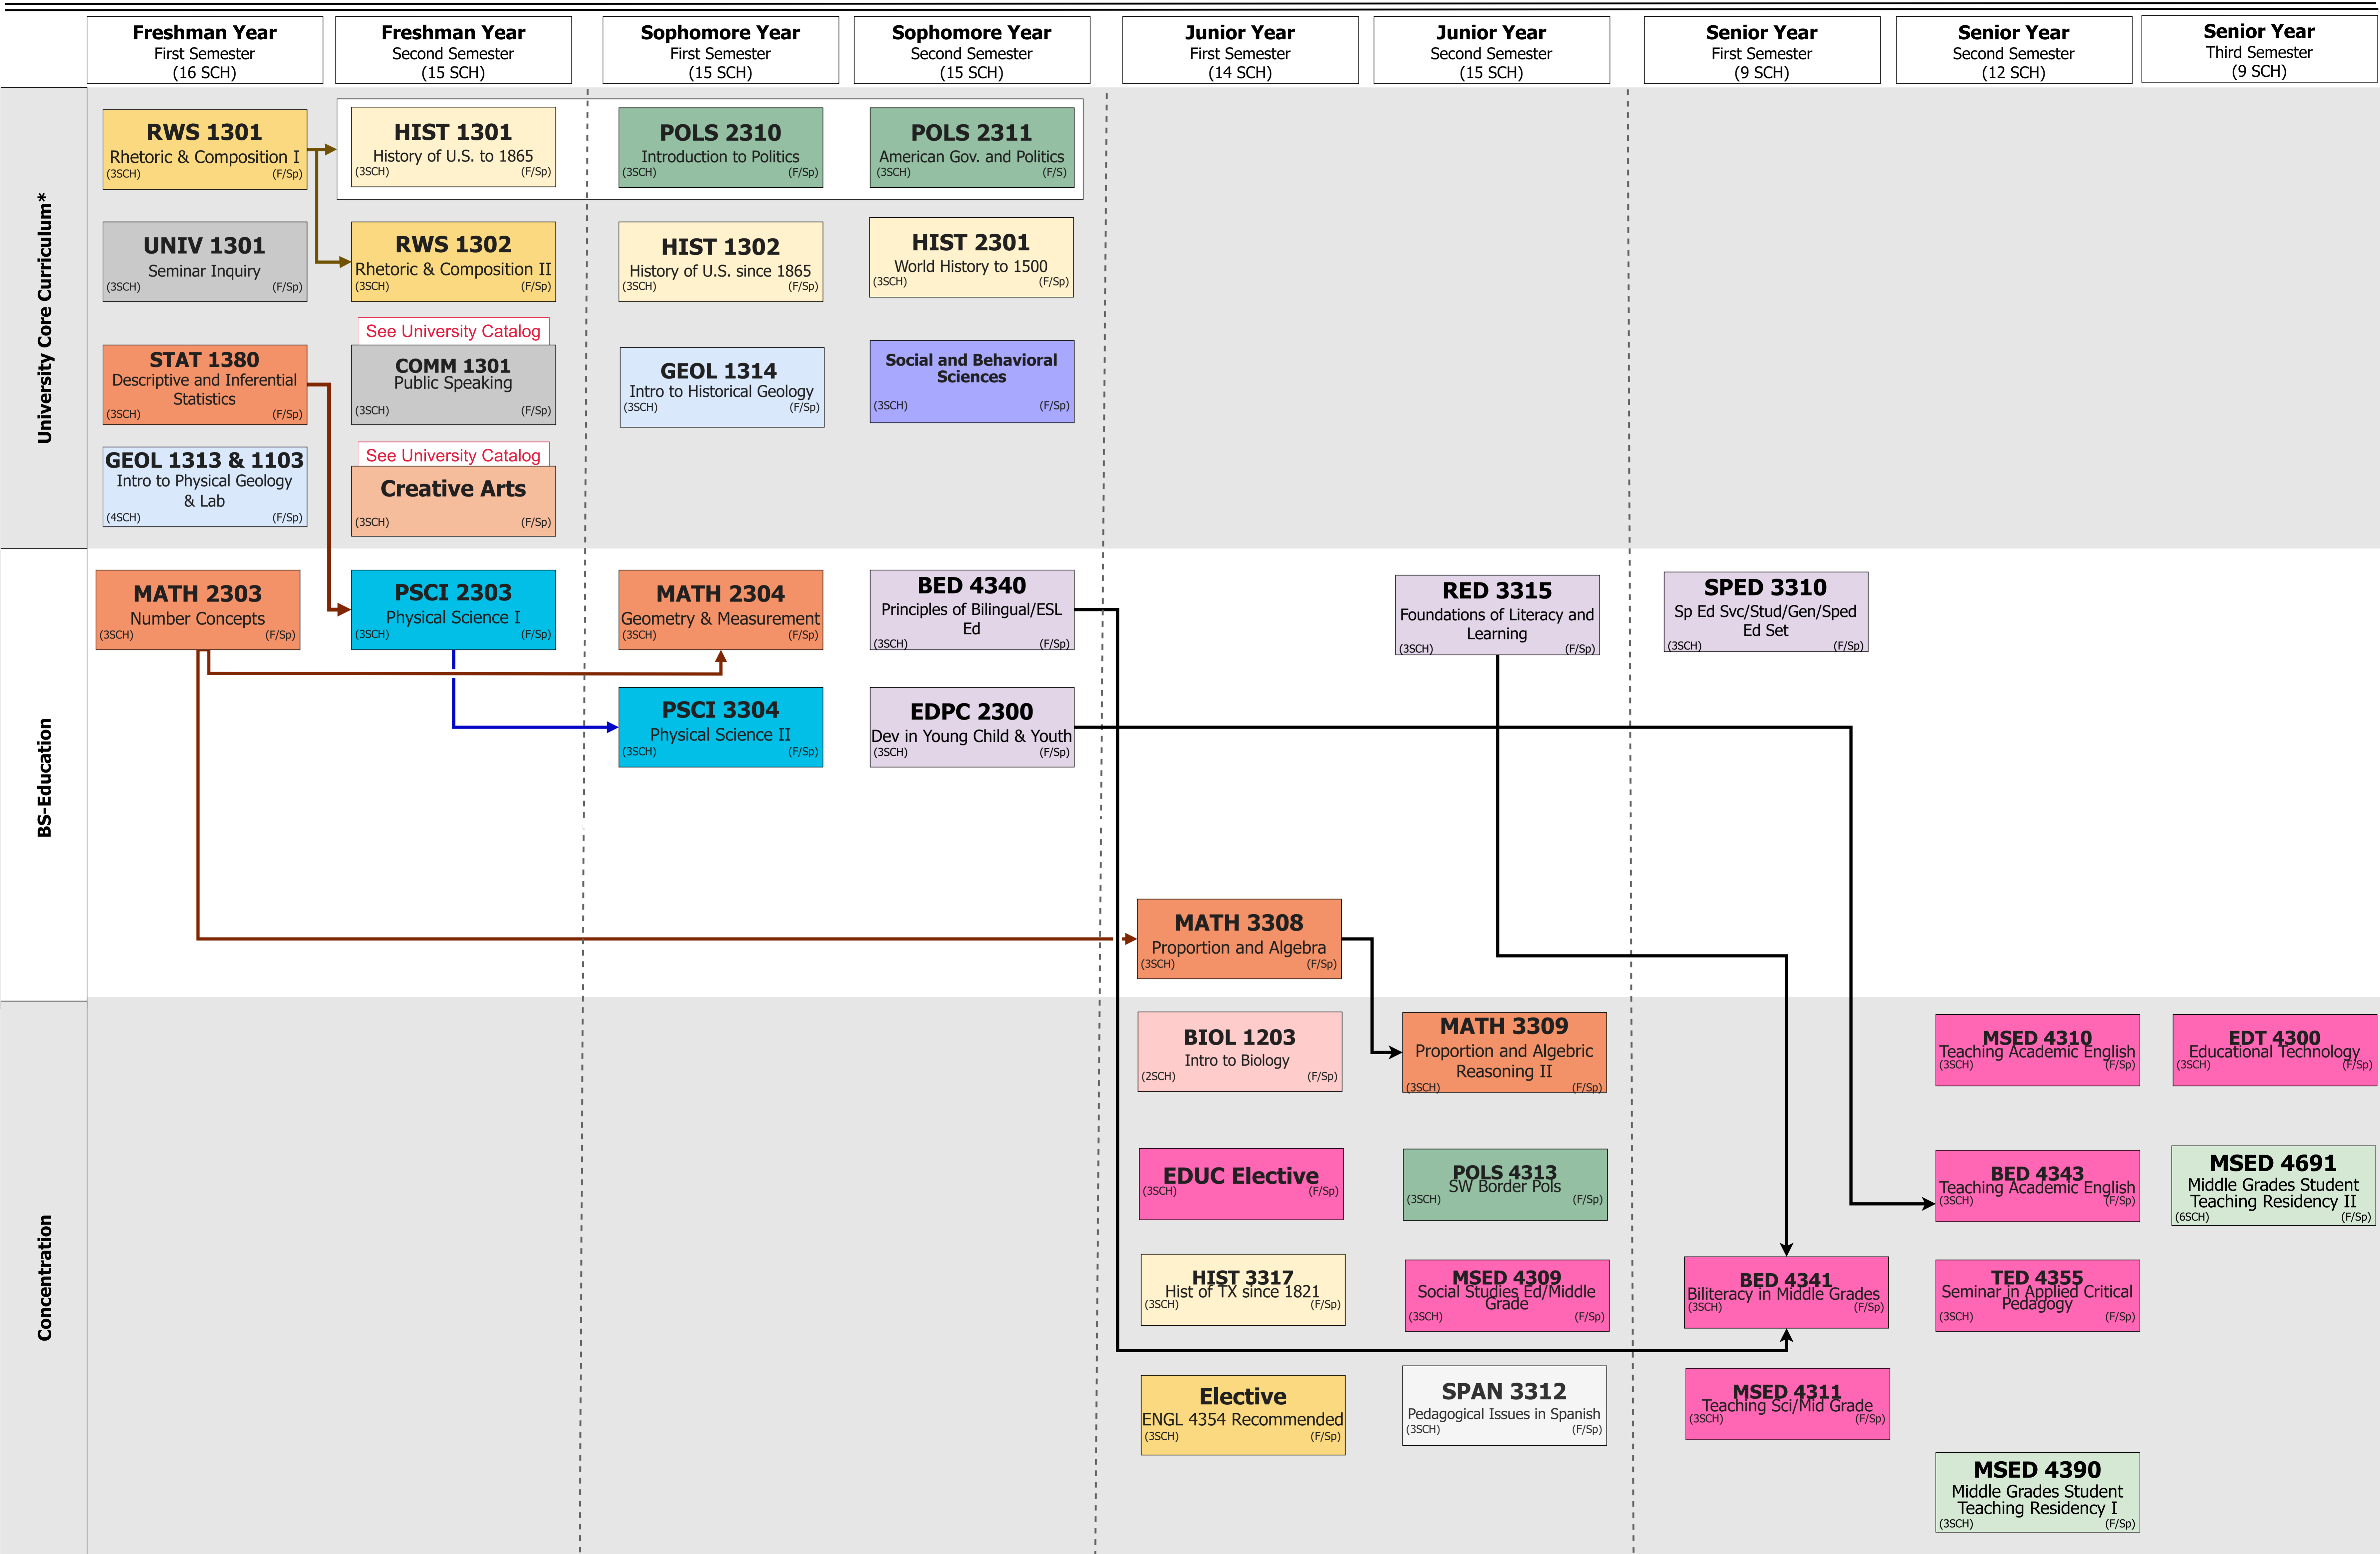 Freshman Year
First Semester
(16 SCH)
Freshman Year
Second Semester
(15 SCH)
Sophomore Year
First Semester
(15 SCH)
Sophomore Year
Second Semester
(15 SCH)
Junior Year
First Semester
(14 SCH)
Junior Year
Second Semester
(15 SCH)
Senior Year
First Semester
(9 SCH)
Senior Year
Second Semester
(12 SCH)
Senior Year
Third Semester
(9 SCH)
University Core Curriculum*
RWS 1301
Rhetoric & Composition I
(3SCH) (F/Sp)
HIST 1301
History of U.S. to 1865
(3SCH) (F/Sp)
POLS 2310
Introduction to Politics
(3SCH) (F/Sp)
POLS 2311
American Gov. and Politics
(3SCH) (F/S)
UNIV 1301
Seminar Inquiry
(3SCH) (F/Sp)
RWS 1302
Rhetoric & Composition II
(3SCH) (F/Sp)
HIST 1302
History of U.S. since 1865
(3SCH) (F/Sp)
HIST 2301
World History to 1500
(3SCH) (F/Sp)
STAT 1380
Descriptive and Inferential
Statistics
(3SCH) (F/Sp)
See University Catalog
COMM 1301
Public Speaking
(3SCH) (F/Sp)
GEOL 1314
Intro to Historical Geology
(3SCH) (F/Sp)
Social and Behavioral
Sciences
(3SCH) (F/Sp)
GEOL 1313 & 1103
Intro to Physical Geology
& Lab
(4SCH) (F/Sp)
See University Catalog
Creative Arts
(3SCH) (F/Sp)
BS-Education
MATH 2303
Number Concepts
(3SCH) (F/Sp)
PSCI 2303
Physical Science I
(3SCH) (F/Sp)
MATH 2304
Geometry & Measurement
(3SCH) (F/Sp)
BED 4340
Principles of Bilingual/ESL
Ed
(3SCH) (F/Sp)
RED 3315
Foundations of Literacy and
Learning
(3SCH) (F/Sp)
SPED 3310
Sp Ed Svc/Stud/Gen/Sped
Ed Set
(3SCH) (F/Sp)
PSCI 3304
Physical Science II
(3SCH) (F/Sp)
EDPC 2300
Dev in Young Child & Youth
(3SCH) (F/Sp)
MATH 3308
Proportion and Algebra
(3SCH) (F/Sp)
Concentration
BIOL 1203
Intro to Biology
(2SCH) (F/Sp)
MATH 3309
Proportion and Algebric
Reasoning II
(3SCH) (F/Sp)
MSED 4310
Teaching Academic English
(3SCH) (F/Sp)
EDT 4300
Educational Technology
(3SCH) (F/Sp)
EDUC Elective
(3SCH) (F/Sp)
POLS 4313
SW Border Pols
(3SCH) (F/Sp)
BED 4343
Teaching Academic English
(3SCH) (F/Sp)
MSED 4691
Middle Grades Student
Teaching Residency II
(6SCH) (F/Sp)
HIST 3317
Hist of TX since 1821
(3SCH) (F/Sp)
MSED 4309
Social Studies Ed/Middle
Grade
(3SCH) (F/Sp)
BED 4341
Biliteracy in Middle Grades
(3SCH) (F/Sp)
TED 4355
Seminar in Applied Critical
Pedagogy
(3SCH) (F/Sp)
Elective
ENGL 4354 Recommended
(3SCH) (F/Sp)
SPAN 3312
Pedagogical Issues in Spanish
(3SCH) (F/Sp)
MSED 4311
Teaching Sci/Mid Grade
(3SCH) (F/Sp)
MSED 4390
Middle Grades Student
Teaching Residency I
(3SCH) (F/Sp)